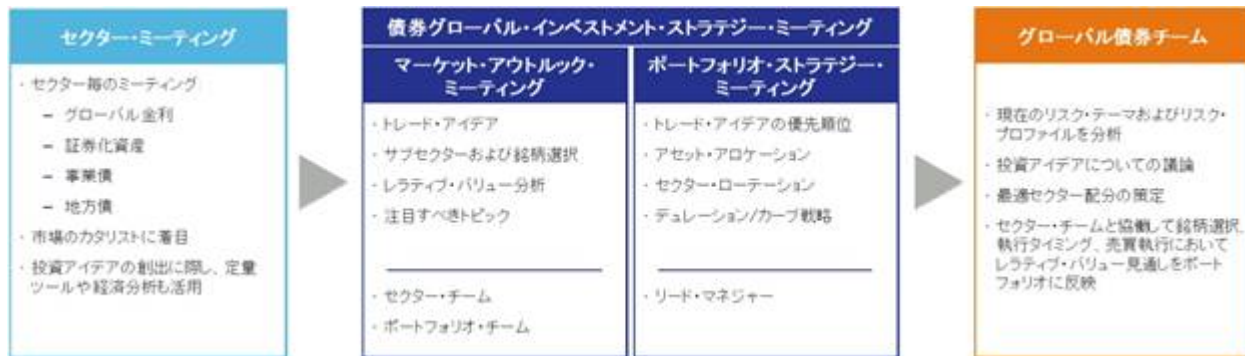 セクター・ミーティング
・セクター毎のミーティング
− グローバル金利
− 証券化資産
− 事業債
− 地方債
・市場のカタリストに着目
・投資アイデアの創出に際し、定量
ツールや経済分析も活用
債券グローバル・インベストメント・ストラテジー・ミーティング
マーケット・アウトルック・
ミーティング
・トレード・アイデア
・サブセクターおよび銘柄選択
・レラティブ・バリュー分析
・注目すべきトピック
・セクター・チーム
・ポートフォリオ・チーム
ポートフォリオ・ストラテジー・
ミーティング
・トレード・アイデアの優先順位
・アセット・アロケーション
・セクター・ローテーション
・デュレーション/カーブ戦略
・リード・マネジャー
グローバル債券チーム
・現在のリスク・テーマおよびリスク・
プロファイルを分析
・投資アイデアについての議論
・最適セクター配分の策定
・セクター・チームと協働して銘柄選択、
執行タイミング、売買執行において
レラティブ・バリュー見通しをポート
フォリオに反映